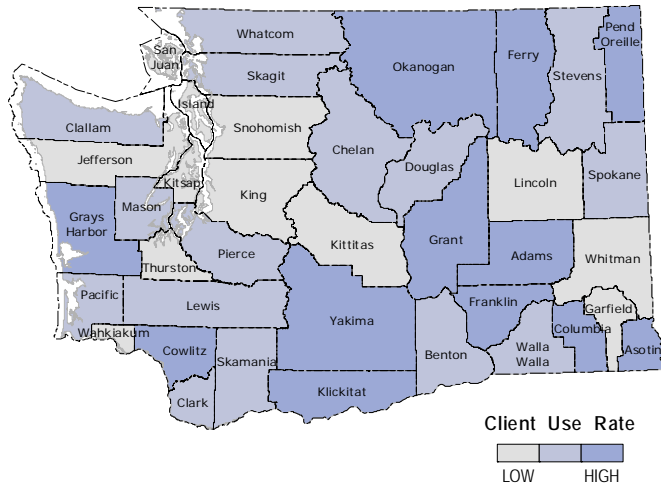 Whatcom
San
Juan
Skagit
Okanogan
Ferry
Pend
Oreille
Stevens
Island
Clallam
Snohomish
Chelan
Douglas
Jefferson
Kitsap
Lincoln
Spokane
Mason
King
Grays
Harbor
Kittitas
Grant
Adams
Whitman
Thurston
Pierce
Pacific
Lewis
Yakima
Franklin
Garfield
Wahkiakum
Columbia
Cowlitz
Skamania
Benton
Walla
Walla
Asotin
Klickitat
Clark
Client Use Rate
LOW HIGH